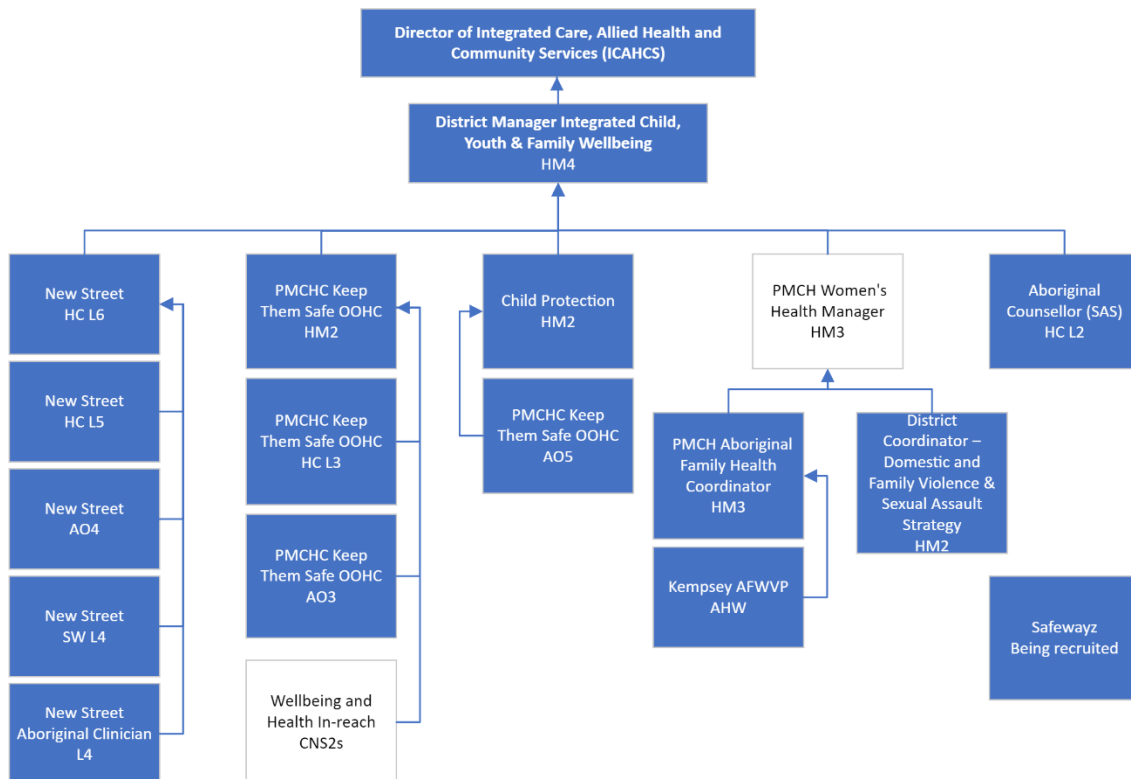 Director of Integrated Care, Allied Health and
Community Services (ICAHCS)
District Manager Integrated Child,
Youth & Family Wellbeing
HM4
New Street
HC L6
PMCHC Keep
Them Safe OOHC
HM2
Child Protection
HM2
PMCH Women's
Health Manager
HM3
Aboriginal
Counsellor (SAS)
HC L2
New Street
HC L5
PMCHC Keep
Them Safe OOHC
HC L3
PMCHC Keep
Them Safe OOHC
AO5
PMCH Aboriginal
Family Health
Coordinator
HM3
District
Coordinator –
Domestic and
Family Violence &
Sexual Assault
Strategy
HM2
New Street
AO4
PMCHC Keep
Them Safe OOHC
AO3
Kempsey AFWVP
AHW
New Street
SW L4
Safewayz
Being recruited
New Street
Aboriginal Clinician
L4
Wellbeing and
Health In-reach
CNS2s